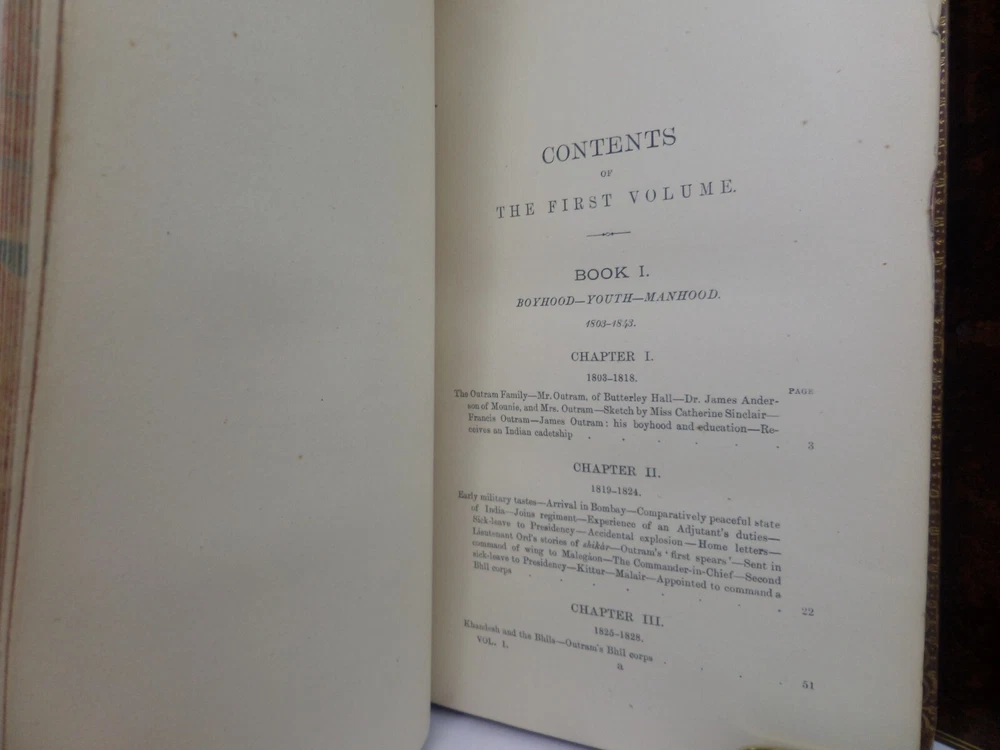 CONTENTS
OF
THE FIRST VOLUME.
BOOK I.
BOYHOOD—YOUTH—MANHOOD.
1803-1843.
CHAPTER I.
1803-1818.
PAGE
The Outram Family—Mr. Outram, of Butterley Hall—Dr. James Ander-
son of Mounie, and Mrs. Outram—Sketch by Miss Catherine Sinclair—
Francis Outram—James Outram: his boyhood and education—Re-
ceives an Indian cadetship . . . . . . 3
CHAPTER II.
1819-1824.
Early military tastes—Arrival in Bombay—Comparatively peaceful state
of India—Joins regiment—Experience of an Adjutant's duties—
Sick-leave to Presidency—Accidental explosion—Home letters—
Lieutenant Ord's stories of shikár—Outram's 'first spears'—Sent in
command of wing to Malegáon—The Commander-in-Chief—Second
sick-leave to Presidency—Kittur—Malair—Appointed to command a
Bhíl corps . . . . . . 22
CHAPTER III.
1825-1828.
Khandesh and the Bhíls—Outram's Bhíl corps . . . . 51
VOL. I. a